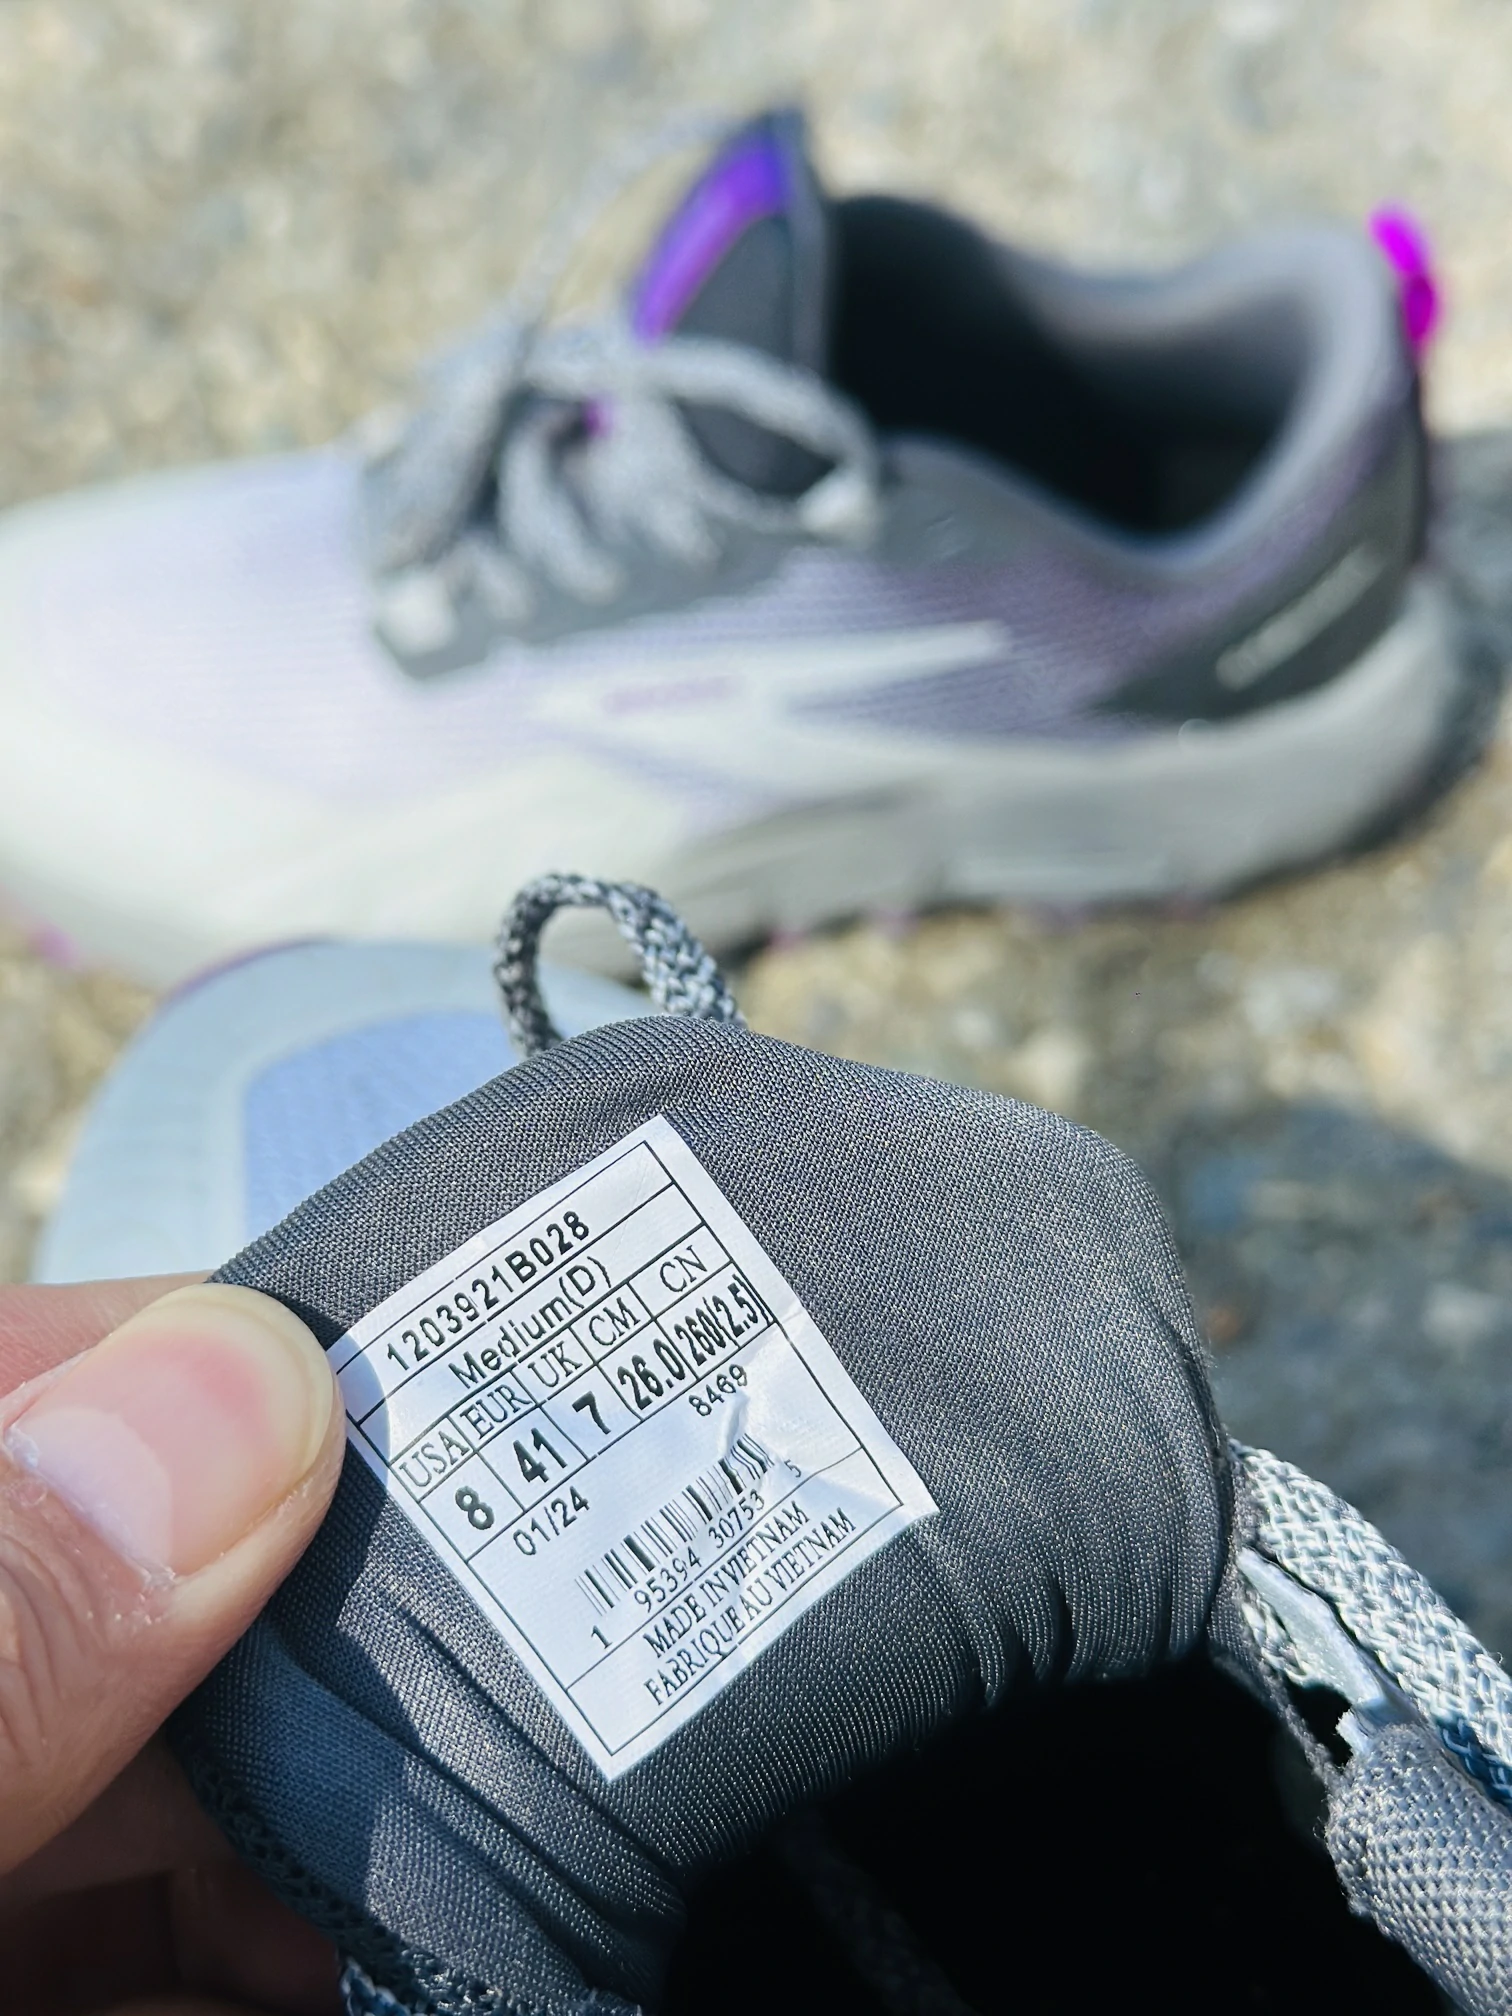 1203921B028
Medium(D)
USA EUR UK CM CN
8 41 7 26.0 260(2.5)
01/24 8469
1 95394 30753 5
MADE IN VIETNAM
FABRIQUE AU VIETNAM